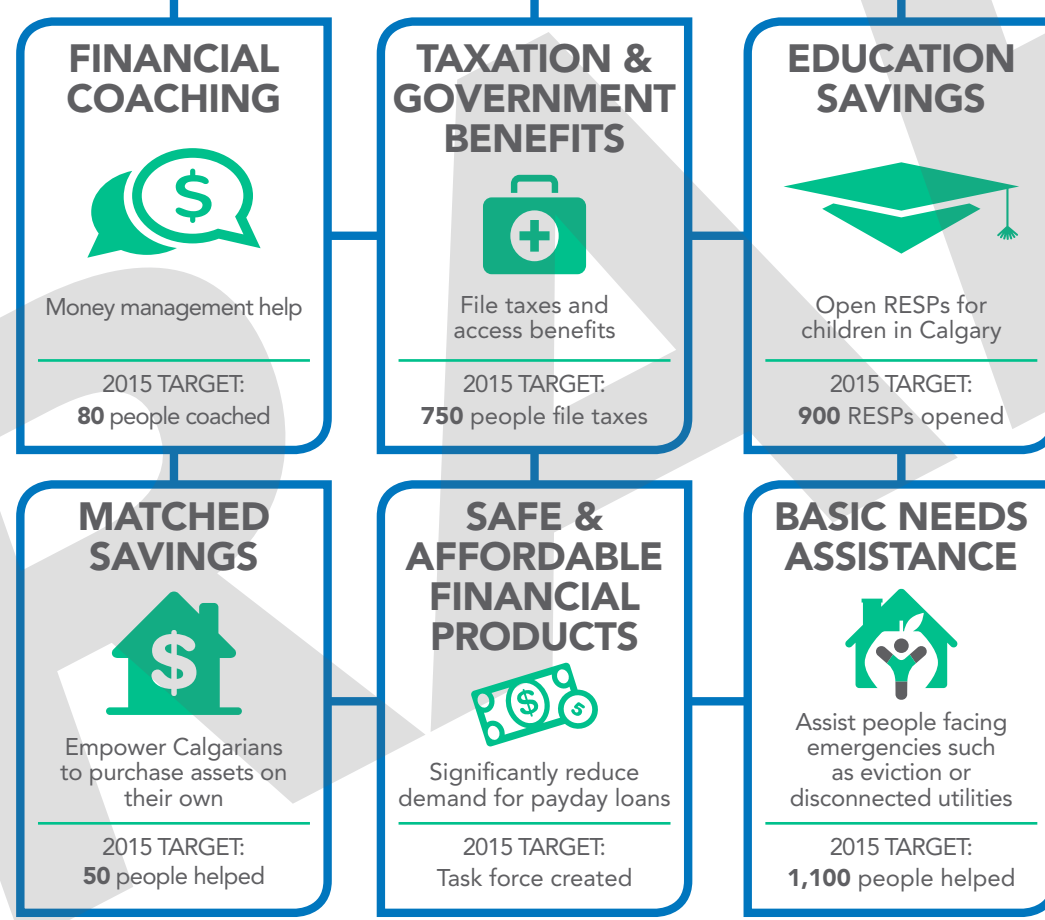 FINANCIAL
COACHING
$
Money management help
2015 TARGET:
80 people coached
TAXATION &
GOVERNMENT
BENEFITS
File taxes and
access benefits
2015 TARGET:
750 people file taxes
EDUCATION
SAVINGS
Open RESPs for
children in Calgary
2015 TARGET:
900 RESPs opened
MATCHED
SAVINGS
$
Empower Calgarians
to purchase assets on
their own
2015 TARGET:
50 people helped
SAFE &
AFFORDABLE
FINANCIAL
PRODUCTS
$ 5
Significantly reduce
demand for payday loans
2015 TARGET:
Task force created
BASIC NEEDS
ASSISTANCE
Assist people facing
emergencies such
as eviction or
disconnected utilities
2015 TARGET:
1,100 people helped